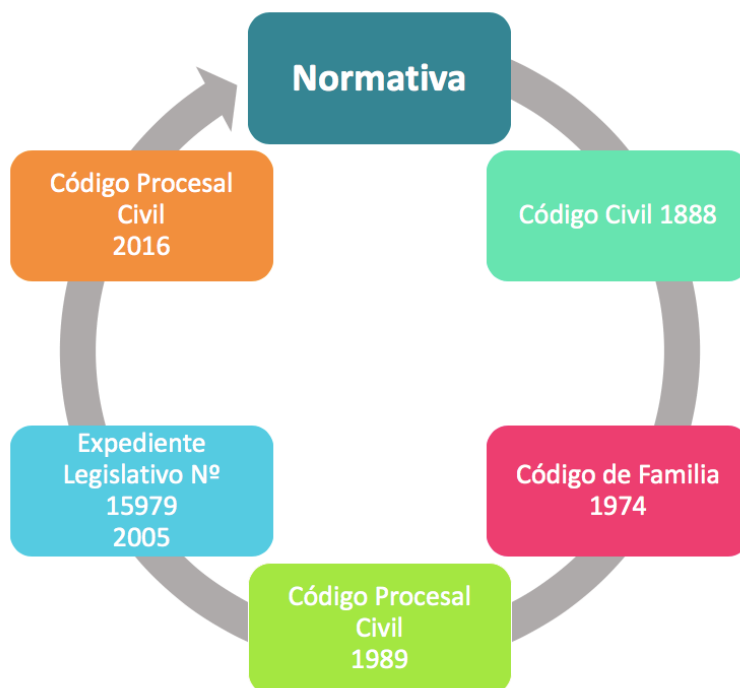 Normativa
Código Civil 1888
Código de Familia
1974
Código Procesal
Civil
1989
Expediente
Legislativo Nº
15979
2005
Código Procesal
Civil
2016